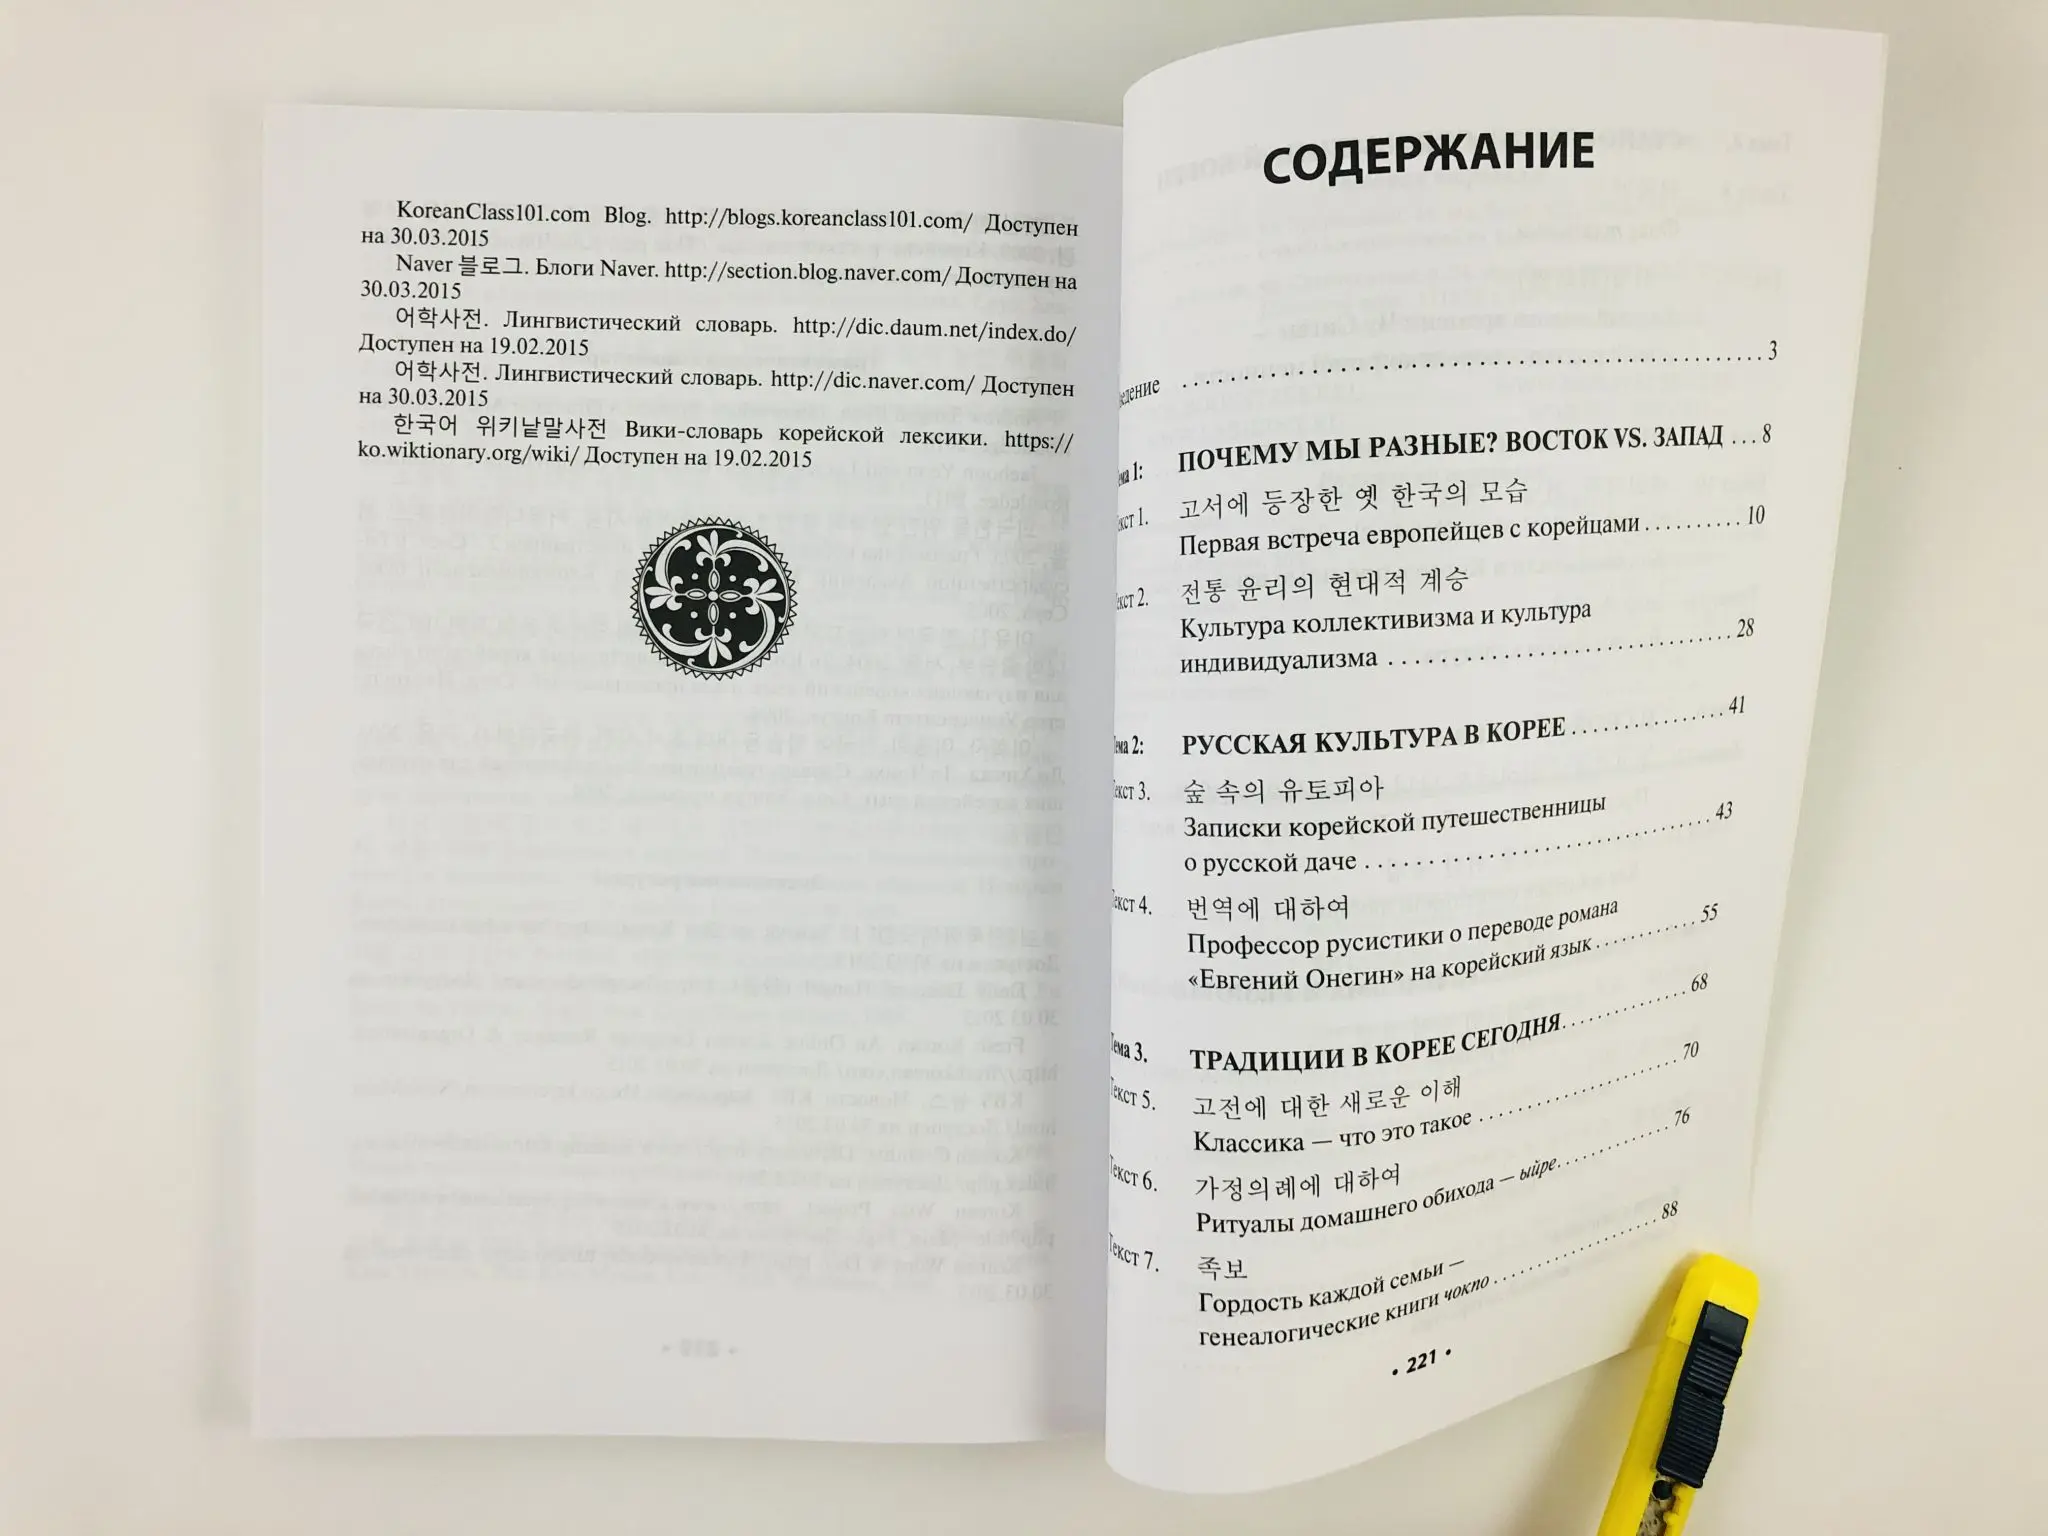 KoreanClass101.com Blog. http://blogs.koreanclass101.com/ Доступен
на 30.03.2015
Naver 블로그. Блоги Naver. http://section.blog.naver.com/ Доступен на
30.03.2015
어학사전. Лингвистический словарь. http://dic.daum.net/index.do/
Доступен на 19.02.2015
어학사전. Лингвистический словарь. http://dic.naver.com/ Доступен
на 30.03.2015
한국어 위키낱말사전 Вики-словарь корейской лексики. https://
ko.wiktionary.org/wiki/ Доступен на 19.02.2015
СОДЕРЖАНИЕ
ведение . . . . . . . . . . . . . . . . . . . . . . . . . . . . . . . . . . . . . . . . . . . 3
ема 1: ПОЧЕМУ МЫ РАЗНЫЕ? ВОСТОК VS. ЗАПАД . . . 8
Текст 1. 고서에 등장한 옛 한국의 모습
Первая встреча европейцев с корейцами . . . . . . . . . . 10
Текст 2. 전통 윤리의 현대적 계승
Культура коллективизма и культура
индивидуализма . . . . . . . . . . . . . . . . . . . . . . . . . . . . 28
Тема 2: РУССКАЯ КУЛЬТУРА В КОРЕЕ . . . . . . . . . . . . . . 41
Текст 3. 숲 속의 유토피아
Записки корейской путешественницы
о русской даче . . . . . . . . . . . . . . . . . . . . . . . . . . . . . . 43
Текст 4. 번역에 대하여
Профессор русистики о переводе романа
«Евгений Онегин» на корейский язык . . . . . . . . . . . . 55
Тема 3. ТРАДИЦИИ В КОРЕЕ СЕГОДНЯ. . . . . . . . . . . . . . 68
Текст 5. 고전에 대한 새로운 이해
Классика — что это такое . . . . . . . . . . . . . . . . . . . . . 70
Текст 6. 가정의례에 대하여
Ритуалы домашнего обихода — ыйре. . . . . . . . . . . . . 76
Текст 7. 족보
Гордость каждой семьи —
генеалогические книги чокпо . . . . . . . . . . . . . . . . . . 88
• 221 •